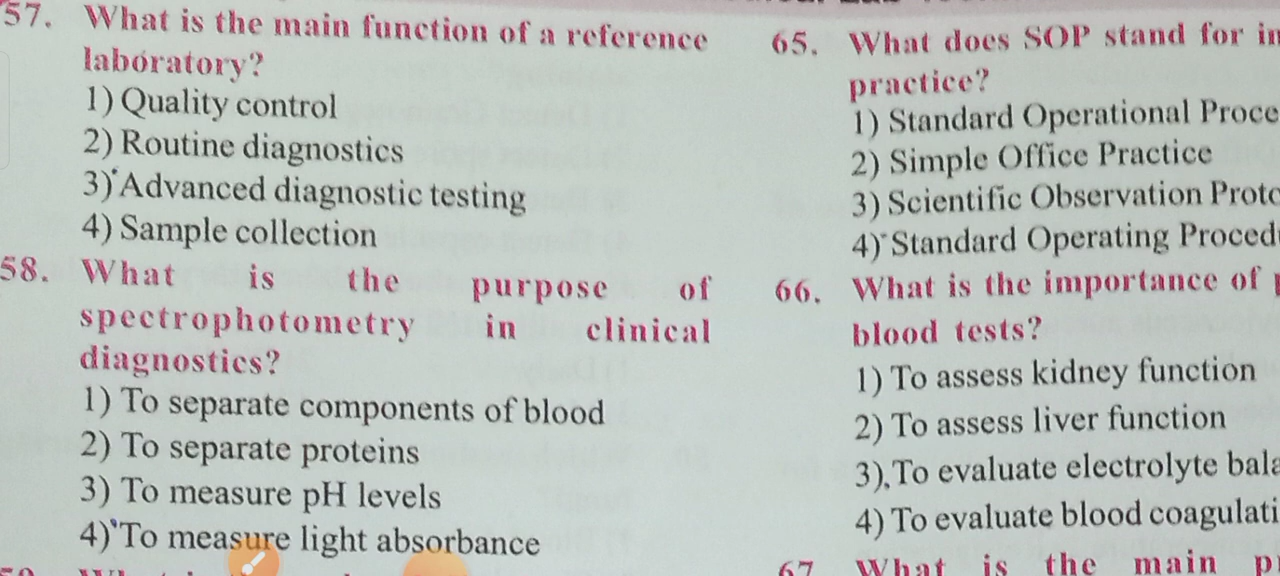 57. What is the main function of a reference
laboratory?
1) Quality control
2) Routine diagnostics
3) Advanced diagnostic testing
4) Sample collection
58. What is the purpose of
spectrophotometry in clinical
diagnostics?
1) To separate components of blood
2) To separate proteins
3) To measure pH levels
4) To measure light absorbance
65. What does SOP stand for in
practice?
1) Standard Operational Proce
2) Simple Office Practice
3) Scientific Observation Proto
4) Standard Operating Proced
66. What is the importance of
blood tests?
1) To assess kidney function
2) To assess liver function
3) To evaluate electrolyte bala
4) To evaluate blood coagulati
67 What is the main